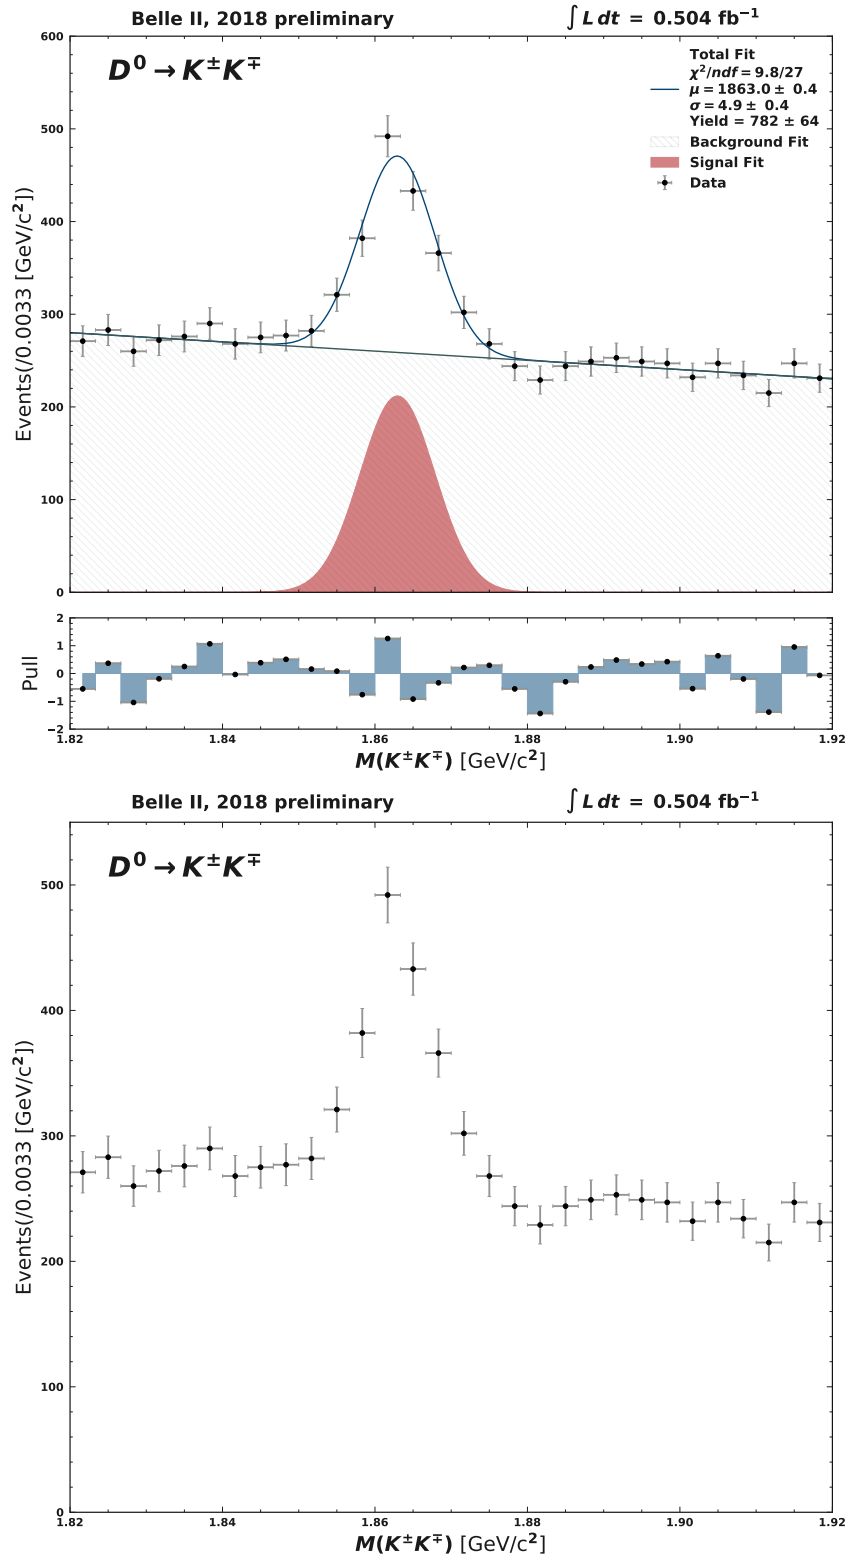 Belle II, 2018 preliminary
∫ L dt = 0.504 fb⁻¹
D⁰ → K±K∓
Total Fit
χ²/ndf = 9.8/27
μ = 1863.0 ± 0.4
σ = 4.9 ± 0.4
Yield = 782 ± 64
Background Fit
Signal Fit
Data
Events(/0.0033 [GeV/c²])
600
500
400
300
200
100
0
Pull
2
1
0
−1
−2
1.82 1.84 1.86 1.88 1.90 1.92
M(K±K∓) [GeV/c²]
Belle II, 2018 preliminary
∫ L dt = 0.504 fb⁻¹
D⁰ → K±K∓
Events(/0.0033 [GeV/c²])
500
400
300
200
100
0
1.82 1.84 1.86 1.88 1.90 1.92
M(K±K∓) [GeV/c²]